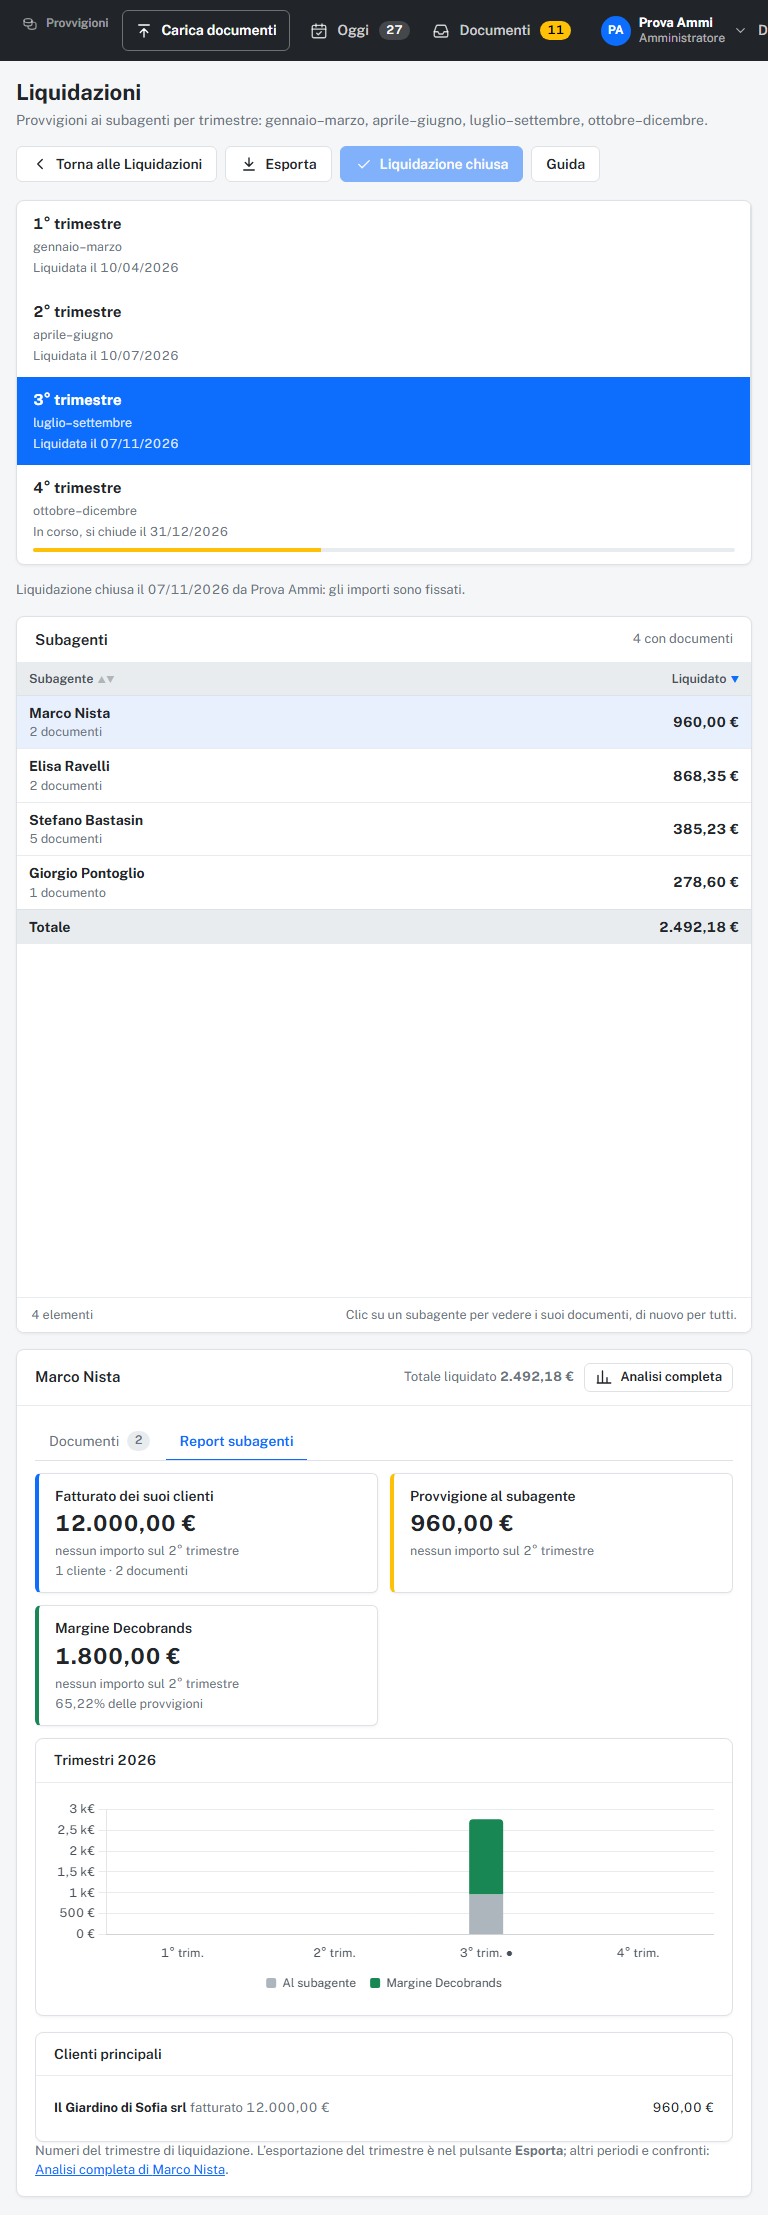 Provvigioni
Carica documenti
Oggi 27
Documenti 11
PA
Prova Ammi
Amministratore
D
Liquidazioni
Provvigioni ai subagenti per trimestre: gennaio–marzo, aprile–giugno, luglio–settembre, ottobre–dicembre.
Torna alle Liquidazioni
Esporta
Liquidazione chiusa
Guida
1° trimestre
gennaio–marzo
Liquidata il 10/04/2026
2° trimestre
aprile–giugno
Liquidata il 10/07/2026
3° trimestre
luglio–settembre
Liquidata il 07/11/2026
4° trimestre
ottobre–dicembre
In corso, si chiude il 31/12/2026
Liquidazione chiusa il 07/11/2026 da Prova Ammi: gli importi sono fissati.
Subagenti
4 con documenti
Subagente ▲▼ Liquidato ▼
Marco Nista
2 documenti
960,00 €
Elisa Ravelli
2 documenti
868,35 €
Stefano Bastasin
5 documenti
385,23 €
Giorgio Pontoglio
1 documento
278,60 €
Totale 2.492,18 €
4 elementi
Clic su un subagente per vedere i suoi documenti, di nuovo per tutti.
Marco Nista
Totale liquidato 2.492,18 €
Analisi completa
Documenti 2
Report subagenti
Fatturato dei suoi clienti
12.000,00 €
nessun importo sul 2° trimestre
1 cliente · 2 documenti
Provvigione al subagente
960,00 €
nessun importo sul 2° trimestre
Margine Decobrands
1.800,00 €
nessun importo sul 2° trimestre
65,22% delle provvigioni
Trimestri 2026
3 k€
2,5 k€
2 k€
1,5 k€
1 k€
500 €
0 €
1° trim. 2° trim. 3° trim. ● 4° trim.
Al subagente Margine Decobrands
Clienti principali
Il Giardino di Sofia srl fatturato 12.000,00 € 960,00 €
Numeri del trimestre di liquidazione. L'esportazione del trimestre è nel pulsante Esporta; altri periodi e confronti:
Analisi completa di Marco Nista.